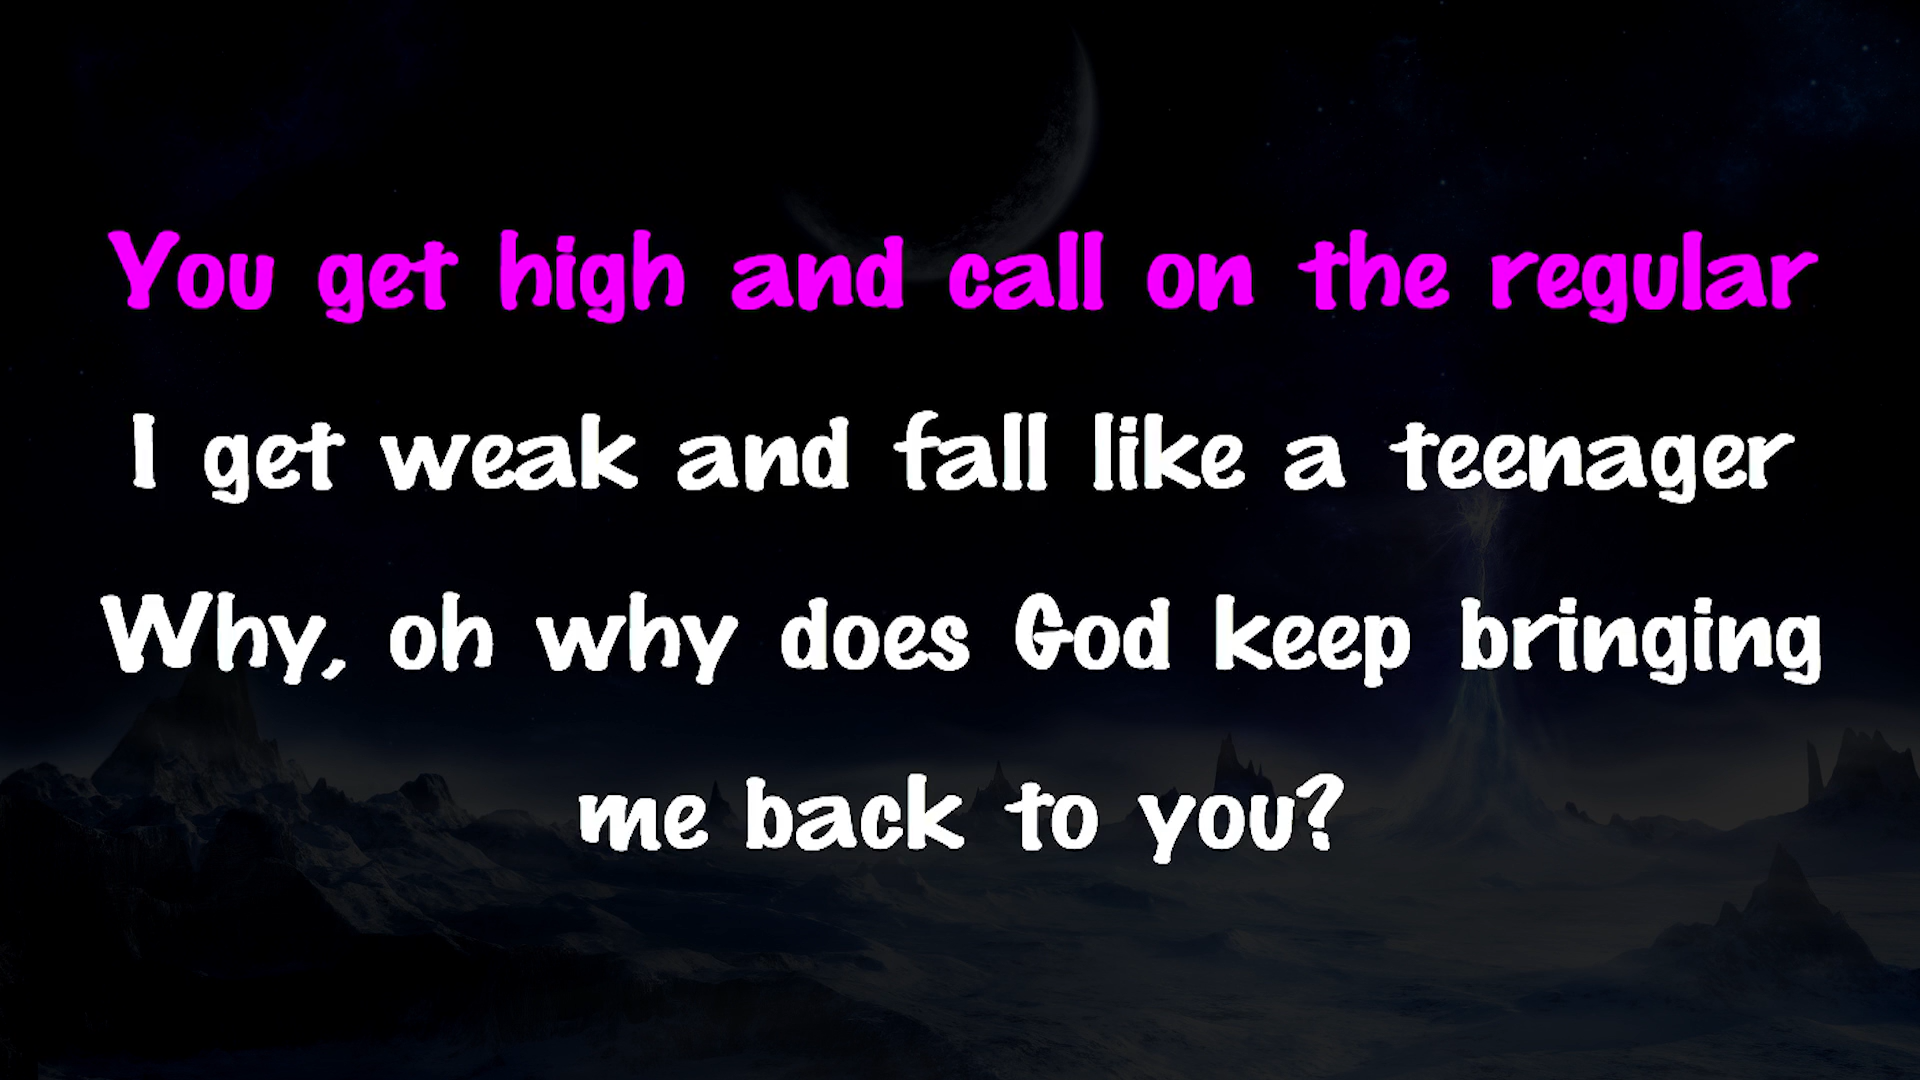 You get high and call on the regular
I get weak and fall like a teenager
Why, oh why does God keep bringing
me back to you?